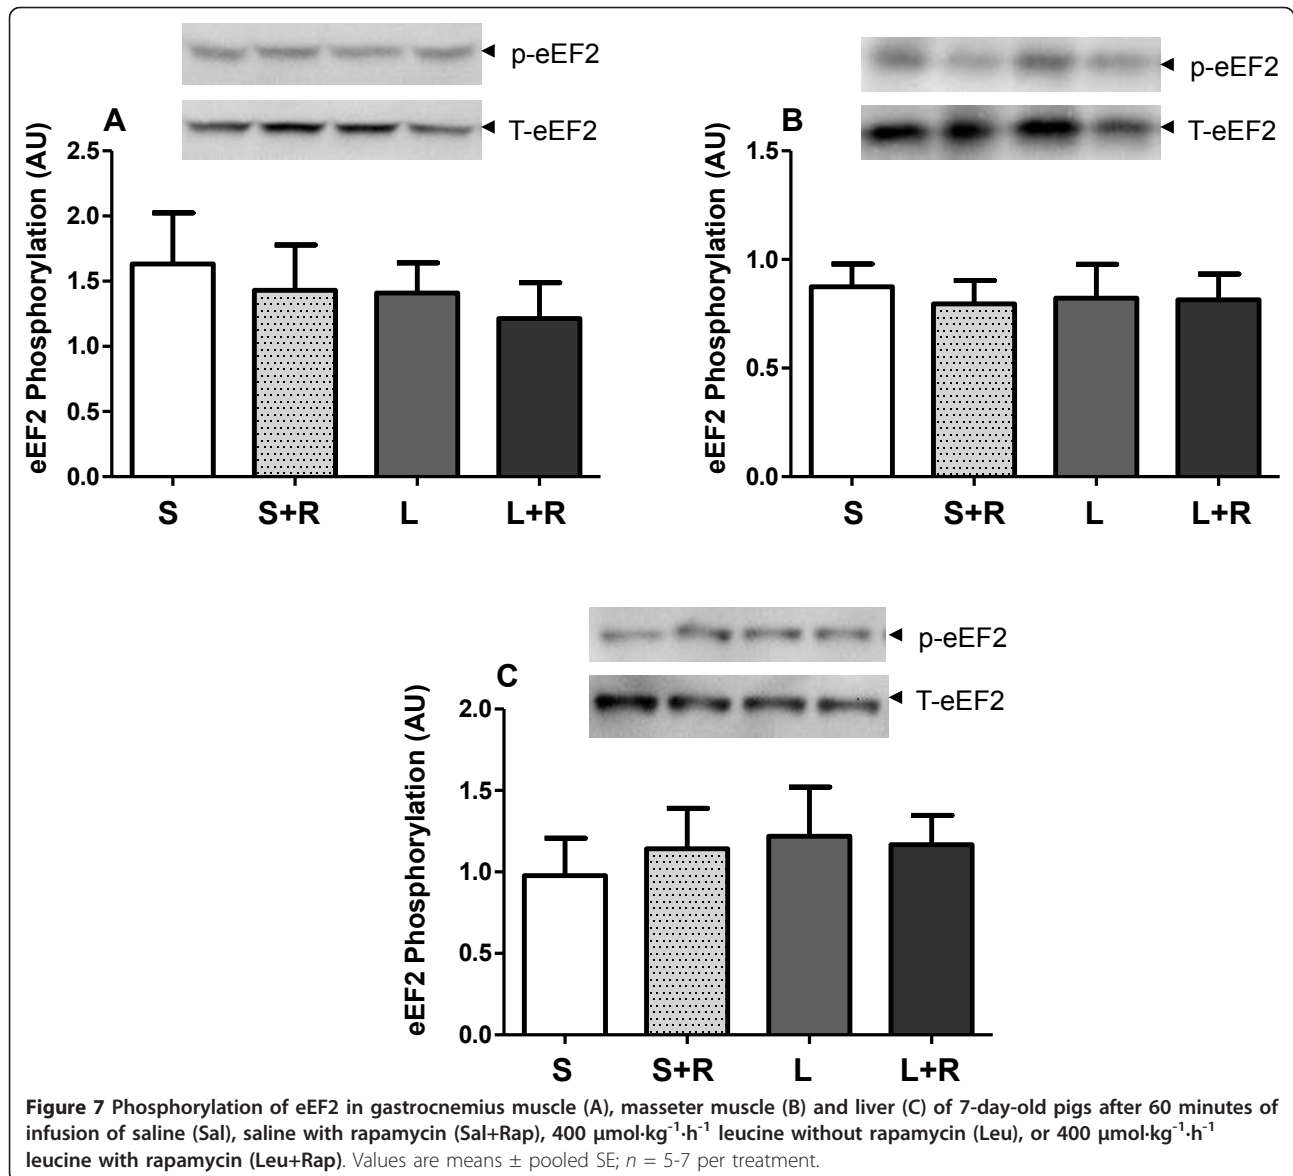 p-eEF2
T-eEF2
A
eEF2 Phosphorylation (AU)
2.5
2.0
1.5
1.0
0.5
0.0
S S+R L L+R
p-eEF2
T-eEF2
B
eEF2 Phosphorylation (AU)
1.5
1.0
0.5
0.0
S S+R L L+R
p-eEF2
T-eEF2
C
eEF2 Phosphorylation (AU)
2.0
1.5
1.0
0.5
0.0
S S+R L L+R
Figure 7 Phosphorylation of eEF2 in gastrocnemius muscle (A), masseter muscle (B) and liver (C) of 7-day-old pigs after 60 minutes of
infusion of saline (Sal), saline with rapamycin (Sal+Rap), 400 μmol·kg⁻¹·h⁻¹ leucine without rapamycin (Leu), or 400 μmol·kg⁻¹·h⁻¹
leucine with rapamycin (Leu+Rap). Values are means ± pooled SE; n = 5-7 per treatment.